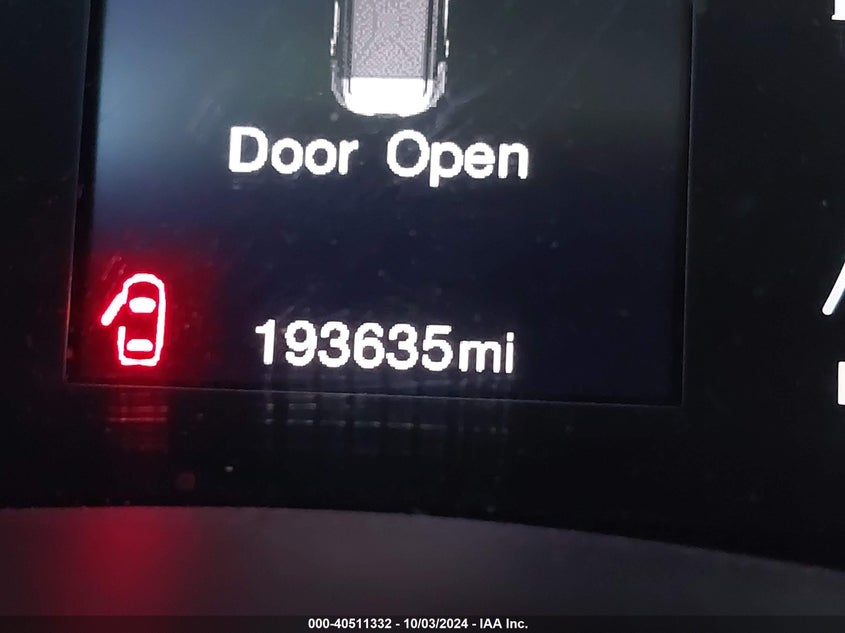 Door Open
193635mi
000-40511332 - 10/03/2024 - IAA Inc.